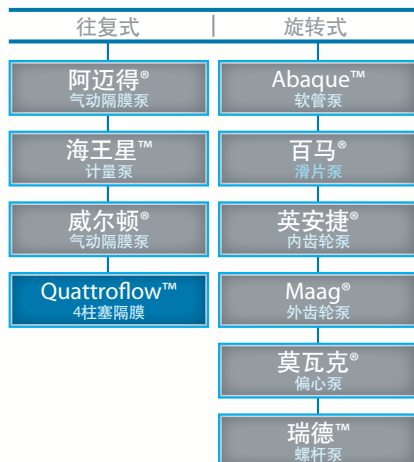 往复式 | 旋转式
阿迈得®
气动隔膜泵
海王星™
计量泵
威尔顿®
气动隔膜泵
Quattroflow™
4柱塞隔膜
Abaque™
软管泵
百马®
滑片泵
英安捷®
内齿轮泵
Maag®
外齿轮泵
莫瓦克®
偏心泵
瑞德™
螺杆泵